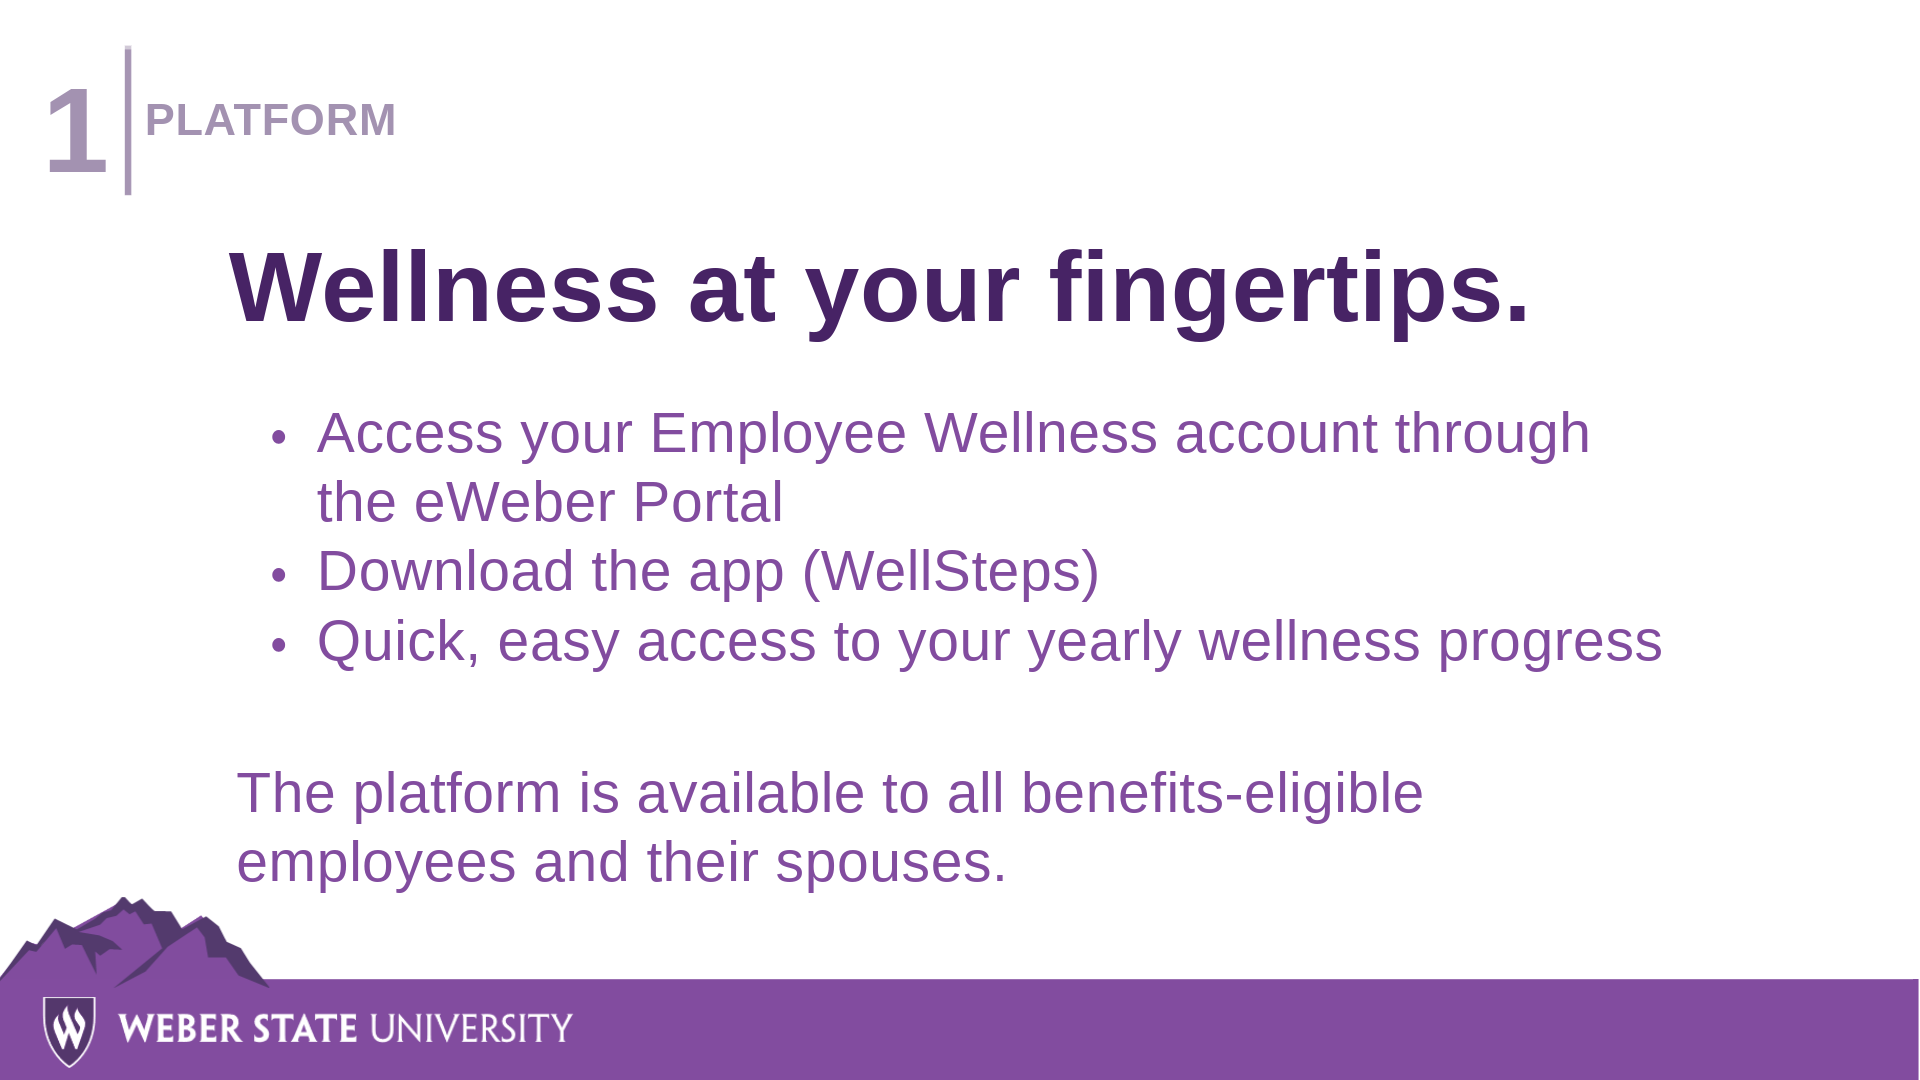 1
PLATFORM
Wellness at your fingertips.
• Access your Employee Wellness account through
the eWeber Portal
• Download the app (WellSteps)
• Quick, easy access to your yearly wellness progress
The platform is available to all benefits-eligible
employees and their spouses.
W WEBER STATE UNIVERSITY